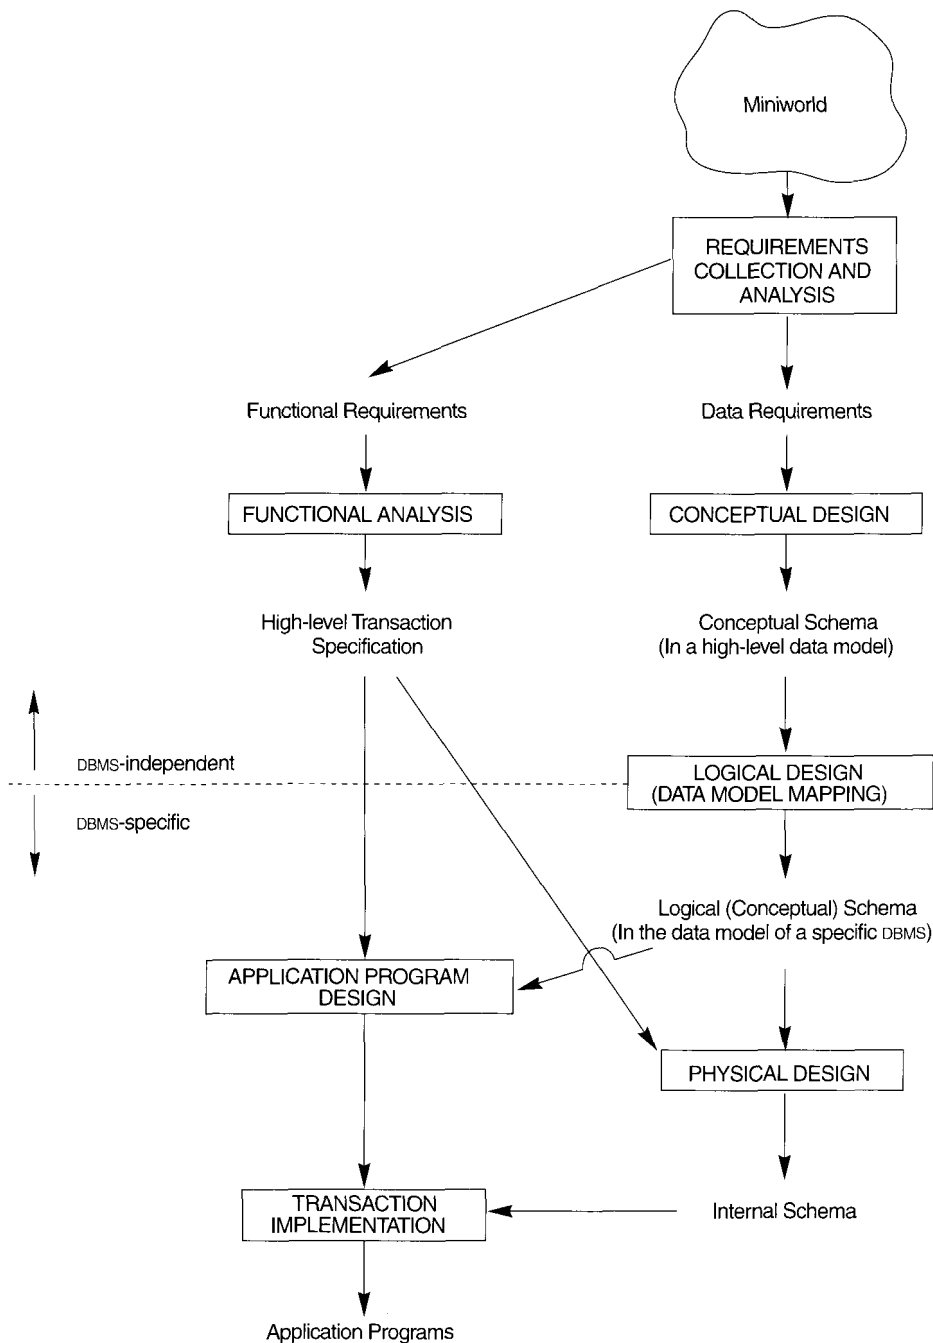 Miniworld
REQUIREMENTS
COLLECTION AND
ANALYSIS
Functional Requirements
Data Requirements
FUNCTIONAL ANALYSIS
CONCEPTUAL DESIGN
High-level Transaction
Specification
Conceptual Schema
(In a high-level data model)
DBMS-independent
LOGICAL DESIGN
(DATA MODEL MAPPING)
DBMS-specific
Logical (Conceptual) Schema
(In the data model of a specific DBMS)
APPLICATION PROGRAM
DESIGN
PHYSICAL DESIGN
TRANSACTION
IMPLEMENTATION
Internal Schema
Application Programs